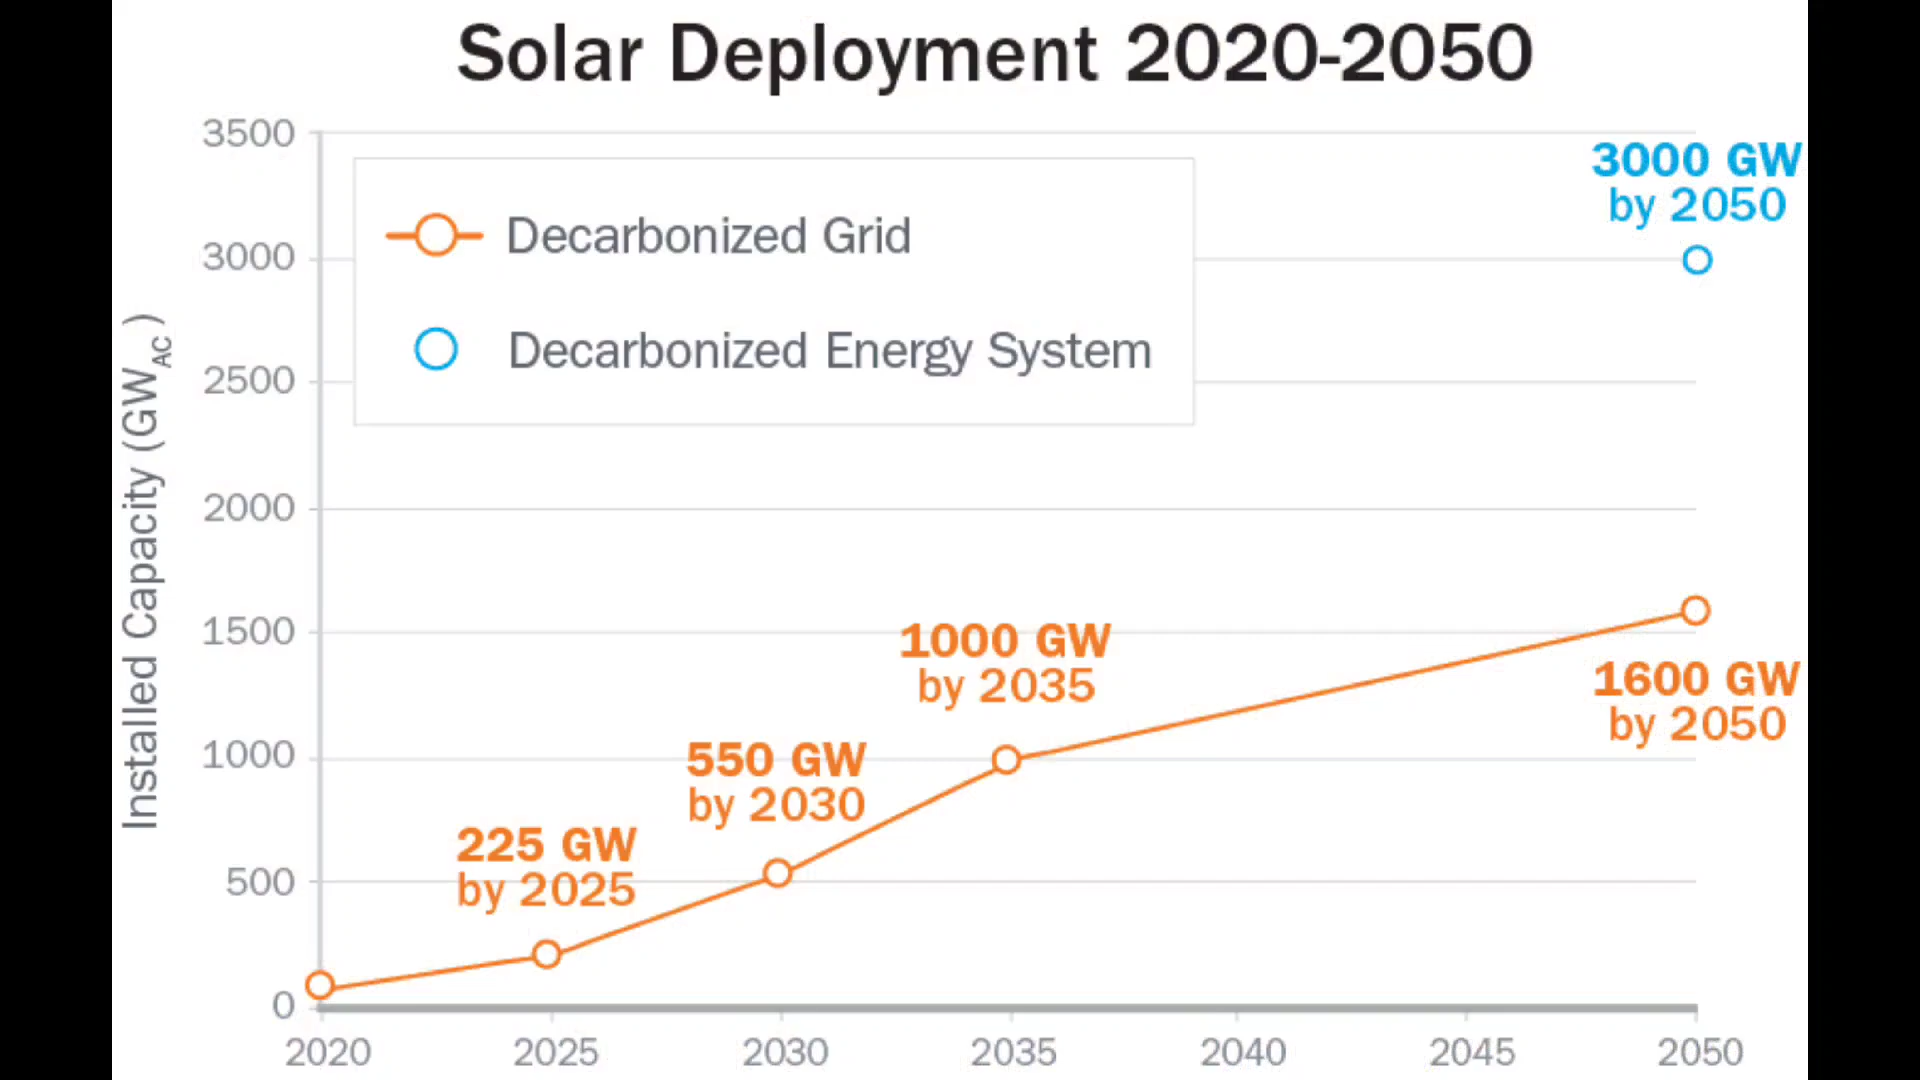 Solar Deployment 2020-2050
Installed Capacity (GWAC)
3500
3000
2500
2000
1500
1000
500
0
Decarbonized Grid
Decarbonized Energy System
3000 GW
by 2050
1000 GW
by 2035
1600 GW
by 2050
550 GW
by 2030
225 GW
by 2025
2020
2025
2030
2035
2040
2045
2050